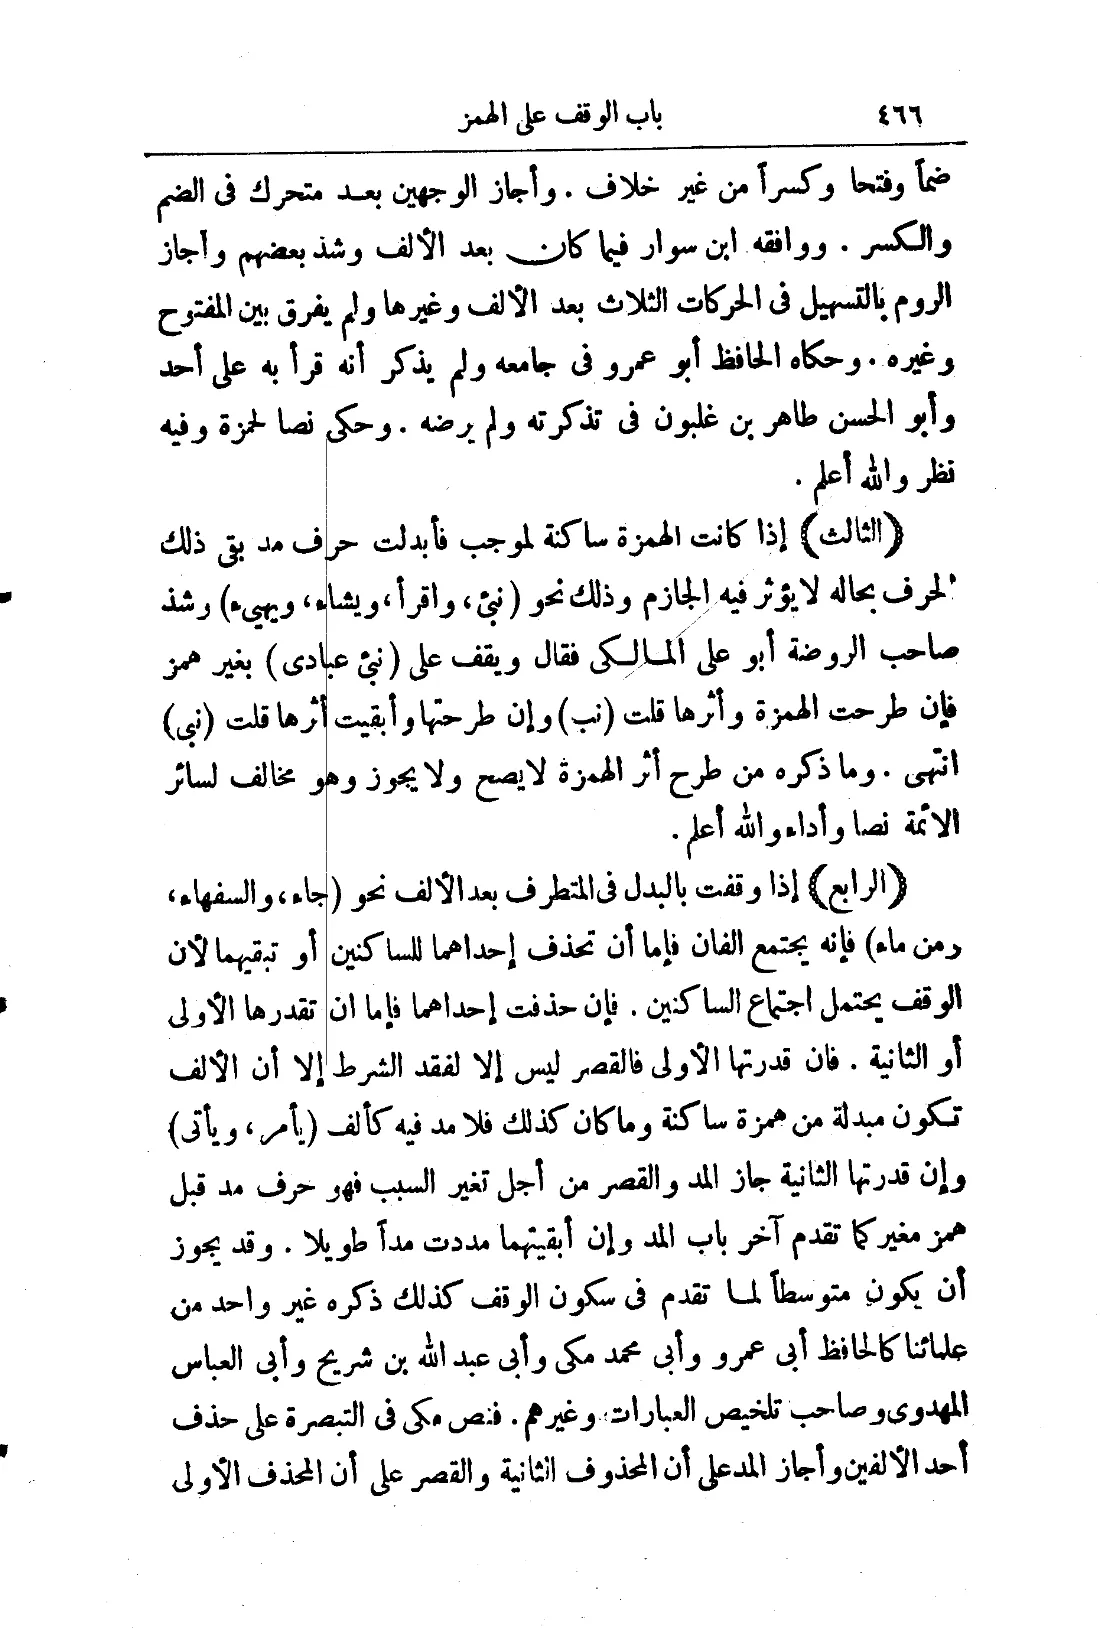 ٤٦٦ باب الوقف على الهمز
ضماً وفتحا وكسراً من غير خلاف . وأجاز الوجهين بعد متحرك فى الضم
والكسر . ووافقه ابن سوار فيما كان بعد الألف وشذ بعضهم وأجاز
الروم بالتسهيل فى الحركات الثلاث بعد الألف وغيرها ولم يفرق بين المفتوح
وغيره . وحكاه الحافظ أبو عمرو فى جامعه ولم يذكر أنه قرأ به على أحد
وأبو الحسن طاهر بن غلبون فى تذكرته ولم يرضه . وحكى نصا لحمزة وفيه
نظر والله أعلم .
﴿الثالث﴾ إذا كانت الهمزة ساكنة لموجب فأبدلت حرف مد بقى ذلك
الحرف بحاله لا يؤثر فيه الجازم وذلك نحو (نبئ، واقرأ، ويشاء، ويهيء) وشذ
صاحب الروضة أبو على المالكى فقال ويقف على (نبئ عبادى) بغير همز
فإن طرحت الهمزة وأثرها قلت (نب) وإن طرحتها وأبقيت أثرها قلت (نبى)
انتهى . وما ذكره من طرح أثر الهمزة لا يصح ولا يجوز وهو مخالف لسائر
الائمة نصا وأداء والله أعلم .
﴿الرابع﴾ إذا وقفت بالبدل فى المتطرف بعد الألف نحو (جاء، والسفهاء،
ومن ماء) فإنه يجتمع الفان فإما أن تحذف إحداهما للساكنين أو تبقيهما لأن
الوقف يحتمل اجتماع الساكنين . فإن حذفت إحداهما فإما ان تقدرها الأولى
أو الثانية . فان قدرتها الأولى فالقصر ليس إلا لفقد الشرط إلا أن الألف
تكون مبدلة من همزة ساكنة وما كان كذلك فلا مد فيه كألف (يأمر، ويأتى)
وإن قدرتها الثانية جاز المد والقصر من أجل تغير السبب فهو حرف مد قبل
همز مغير كما تقدم آخر باب المد وإن أبقيتهما مددت مداً طويلا . وقد يجوز
أن يكون متوسطاً لما تقدم فى سكون الوقف كذلك ذكره غير واحد من
علمائنا كالحافظ أبى عمرو وأبى محمد مكى وأبى عبد الله بن شريح وأبى العباس
المهدوى وصاحب تلخيص العبارات وغيرهم . فنص مكى فى التبصرة على حذف
أحد الألفين وأجاز المد على أن المحذوف الثانية والقصر على أن المحذف الأولى